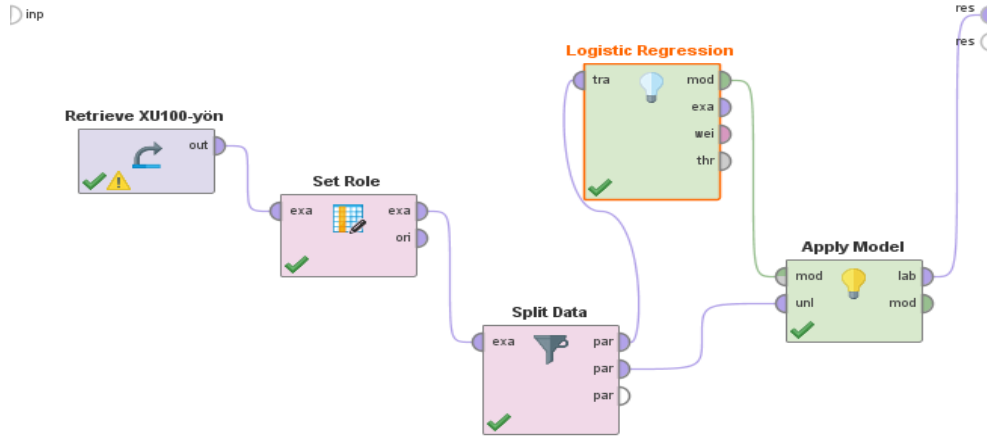 inp
res
res
Logistic Regression
tra
mod
exa
wei
thr
Retrieve XU100-yön
out
Set Role
exa
exa
ori
Apply Model
mod
lab
unl
mod
Split Data
exa
par
par
par